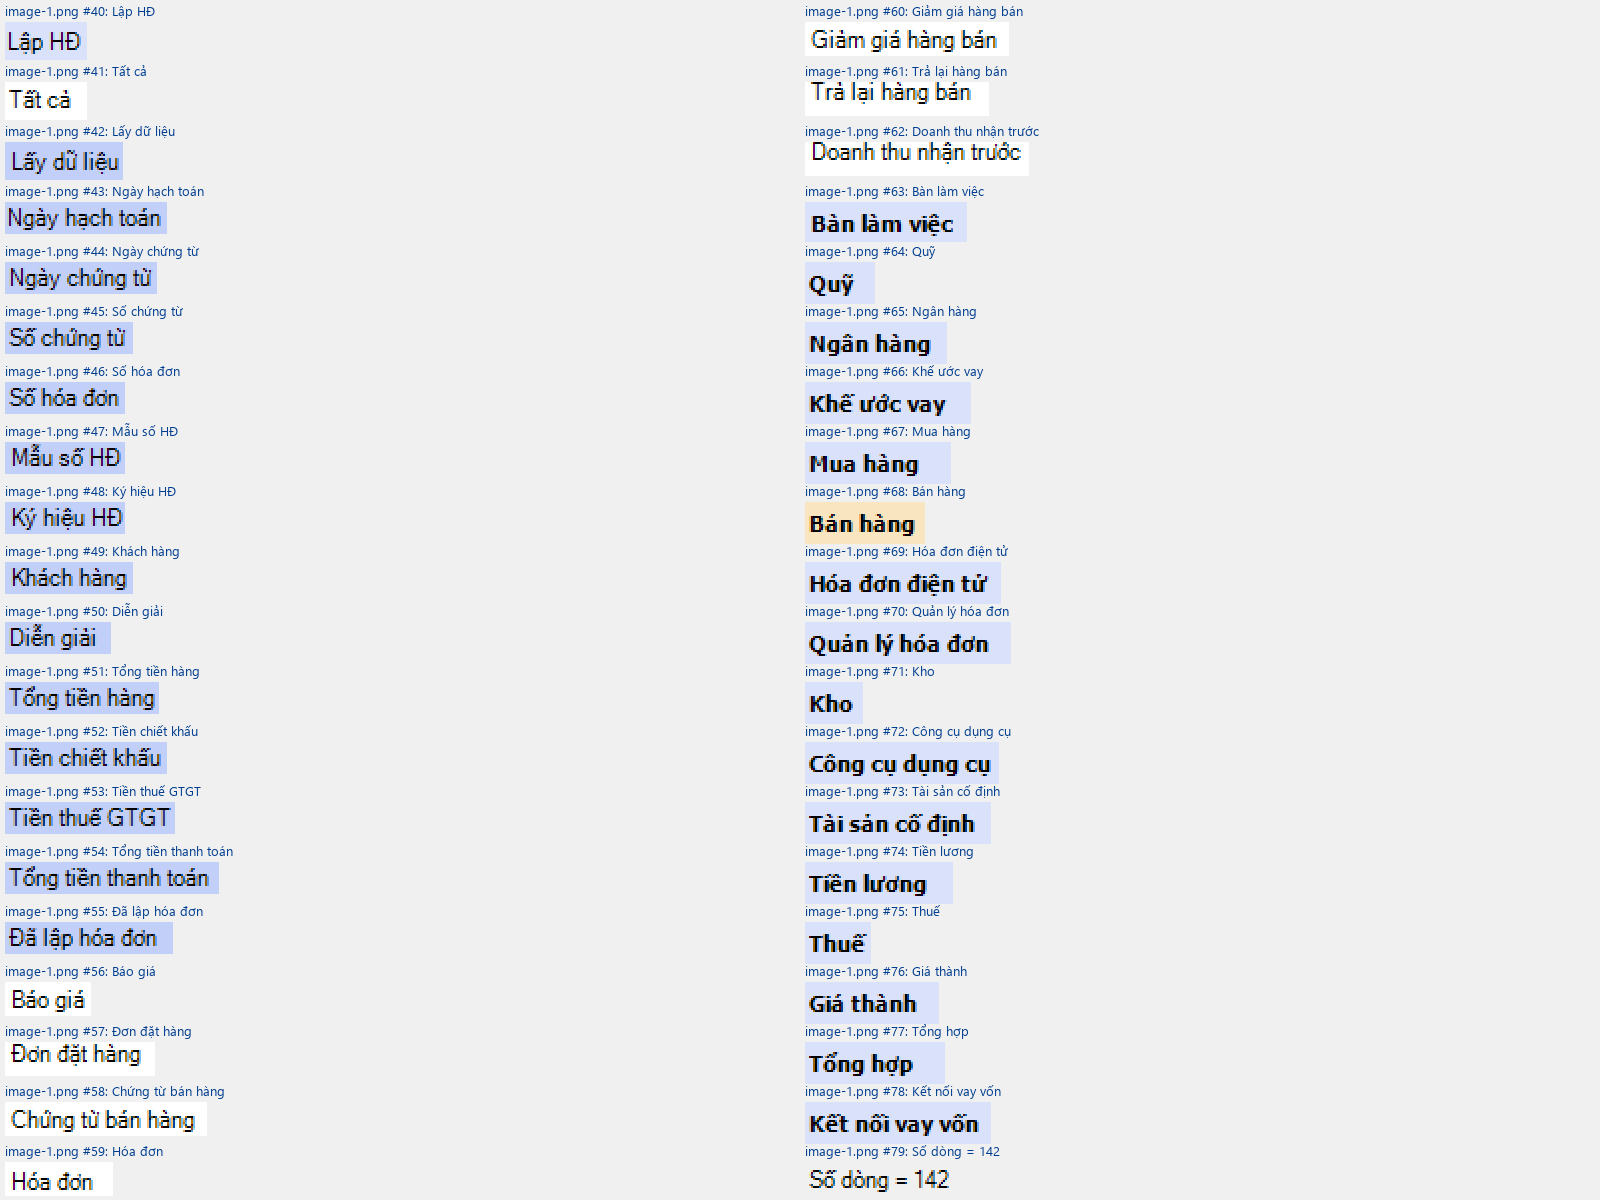 image-1.png #40: Lập HĐ
Lập HĐ
image-1.png #41: Tất cả
Tất cả
image-1.png #42: Lấy dữ liệu
Lấy dữ liệu
image-1.png #43: Ngày hạch toán
Ngày hạch toán
image-1.png #44: Ngày chứng từ
Ngày chứng từ
image-1.png #45: Số chứng từ
Số chứng từ
image-1.png #46: Số hóa đơn
Số hóa đơn
image-1.png #47: Mẫu số HĐ
Mẫu số HĐ
image-1.png #48: Ký hiệu HĐ
Ký hiệu HĐ
image-1.png #49: Khách hàng
Khách hàng
image-1.png #50: Diễn giải
Diễn giải
image-1.png #51: Tổng tiền hàng
Tổng tiền hàng
image-1.png #52: Tiền chiết khấu
Tiền chiết khấu
image-1.png #53: Tiền thuế GTGT
Tiền thuế GTGT
image-1.png #54: Tổng tiền thanh toán
Tổng tiền thanh toán
image-1.png #55: Đã lập hóa đơn
Đã lập hóa đơn
image-1.png #56: Báo giá
Báo giá
image-1.png #57: Đơn đặt hàng
Đơn đặt hàng
image-1.png #58: Chứng từ bán hàng
Chứng từ bán hàng
image-1.png #59: Hóa đơn
Hóa đơn
image-1.png #60: Giảm giá hàng bán
Giảm giá hàng bán
image-1.png #61: Trả lại hàng bán
Trả lại hàng bán
image-1.png #62: Doanh thu nhận trước
Doanh thu nhận trước
image-1.png #63: Bàn làm việc
Bàn làm việc
image-1.png #64: Quỹ
Quỹ
image-1.png #65: Ngân hàng
Ngân hàng
image-1.png #66: Khế ước vay
Khế ước vay
image-1.png #67: Mua hàng
Mua hàng
image-1.png #68: Bán hàng
Bán hàng
image-1.png #69: Hóa đơn điện tử
Hóa đơn điện tử
image-1.png #70: Quản lý hóa đơn
Quản lý hóa đơn
image-1.png #71: Kho
Kho
image-1.png #72: Công cụ dụng cụ
Công cụ dụng cụ
image-1.png #73: Tài sản cố định
Tài sản cố định
image-1.png #74: Tiền lương
Tiền lương
image-1.png #75: Thuế
Thuế
image-1.png #76: Giá thành
Giá thành
image-1.png #77: Tổng hợp
Tổng hợp
image-1.png #78: Kết nối vay vốn
Kết nối vay vốn
image-1.png #79: Số dòng = 142
Số dòng = 142